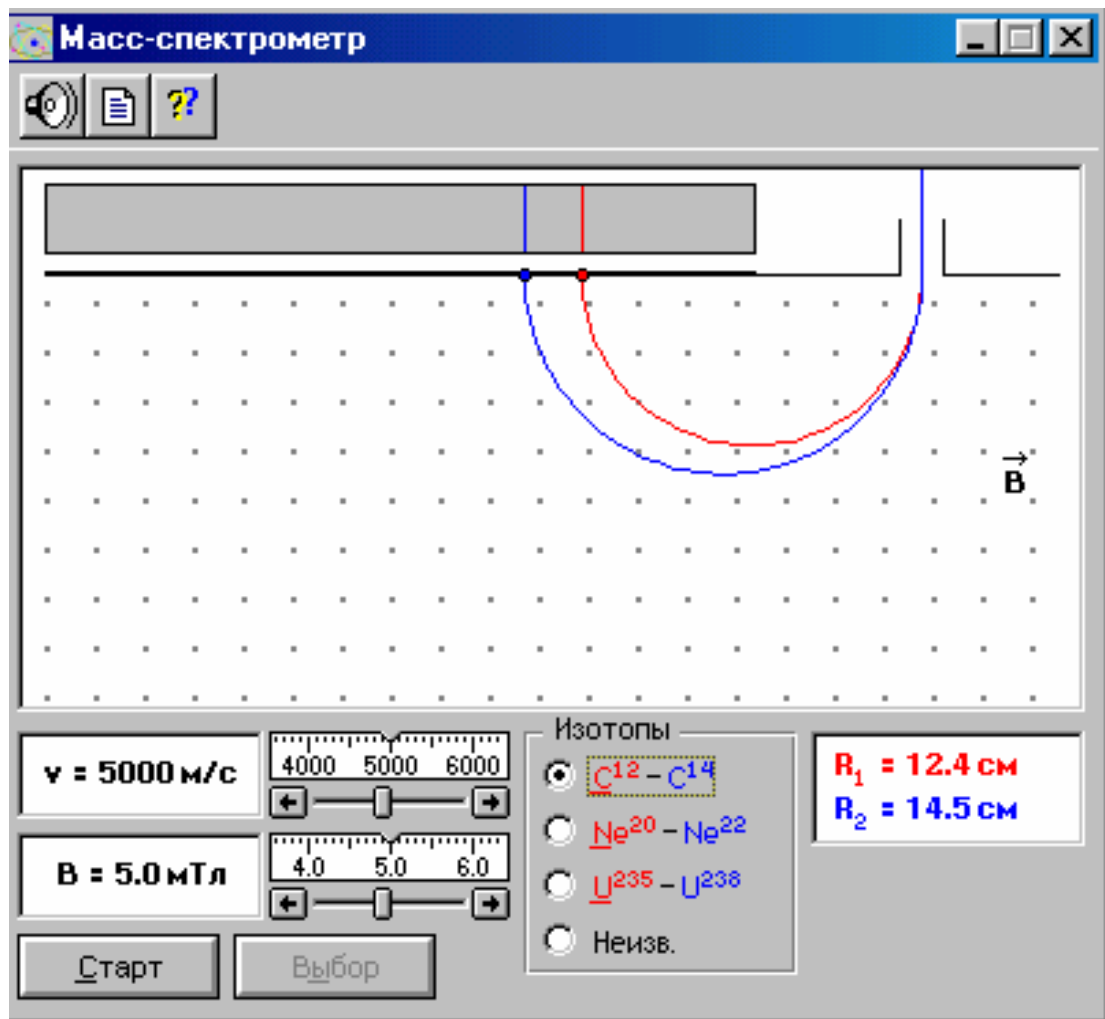 Масс-спектрометр
??
B
v = 5000 м/с
4000 5000 6000
B = 5.0 мТл
4.0 5.0 6.0
Старт
Выбор
Изотопы
C¹² – C¹⁴
Ne²⁰ – Ne²²
U²³⁵ – U²³⁸
Неизв.
R₁ = 12.4 см
R₂ = 14.5 см